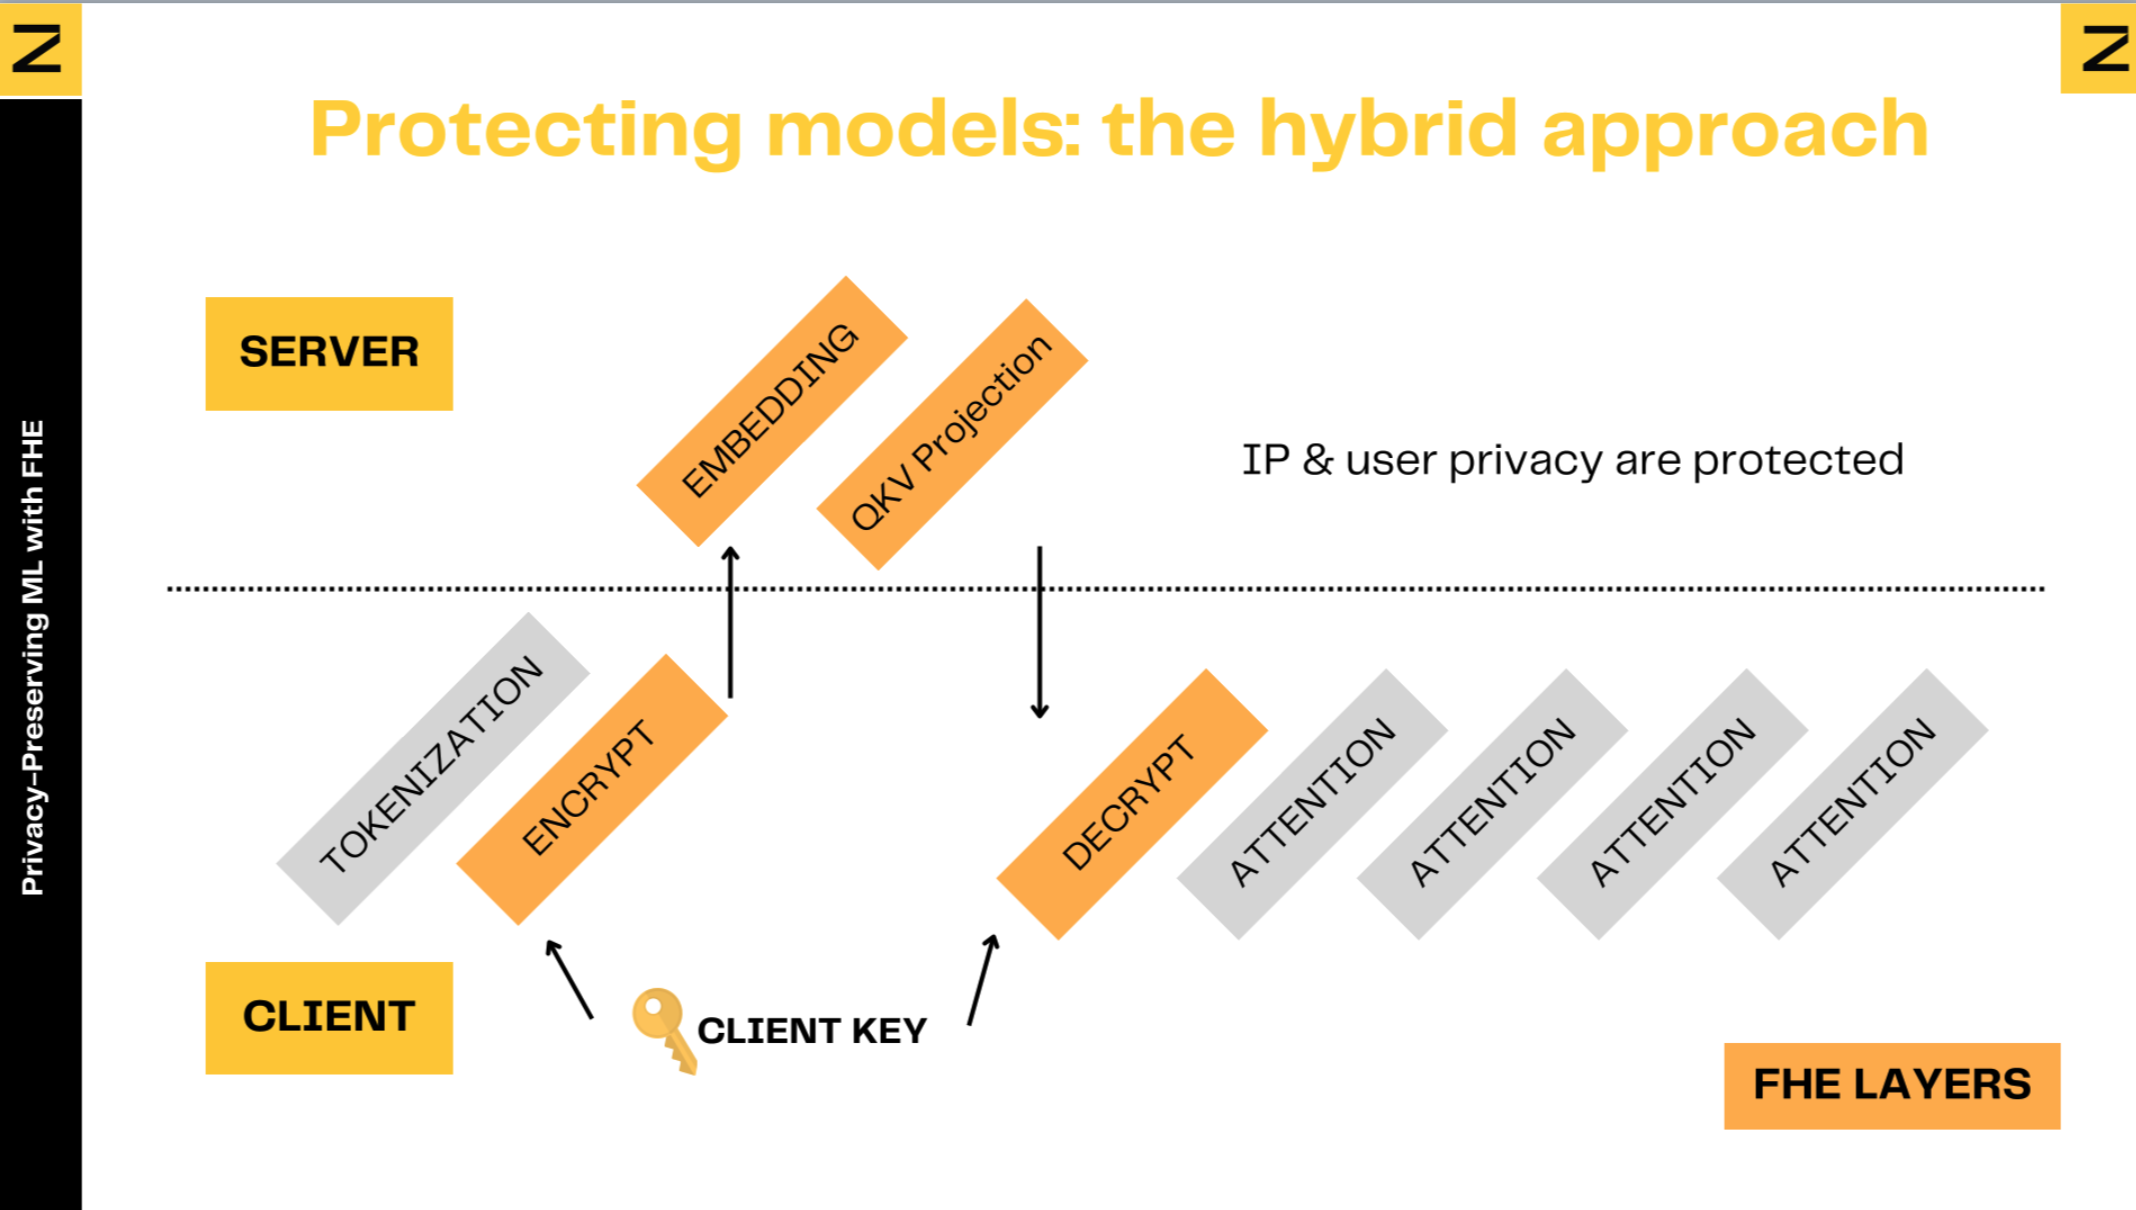 Z
Z
Protecting models: the hybrid approach
Privacy-Preserving ML with FHE
SERVER
EMBEDDING
QKV Projection
IP & user privacy are protected
TOKENIZATION
ENCRYPT
DECRYPT
ATTENTION
ATTENTION
ATTENTION
ATTENTION
CLIENT
CLIENT KEY
FHE LAYERS